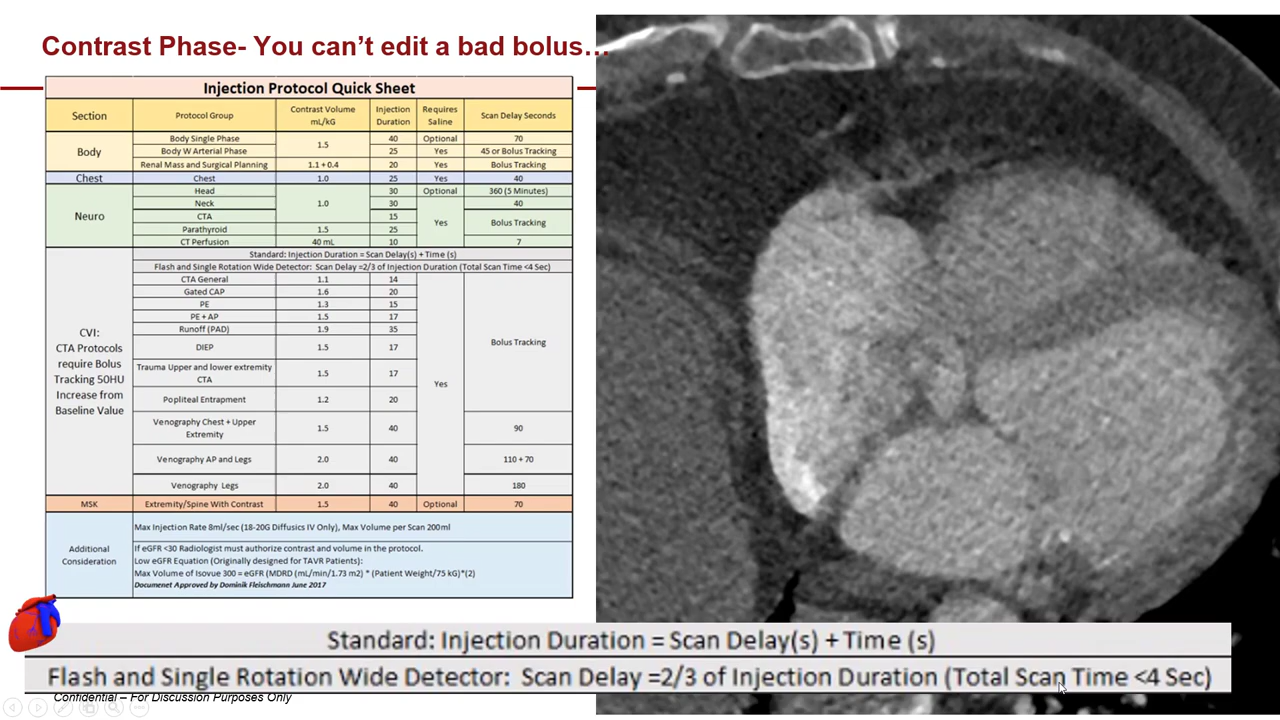 Contrast Phase- You can't edit a bad bolus…
Injection Protocol Quick Sheet
Section Protocol Group Contrast Volume mL/kG Injection Duration Requires Saline Scan Delay Seconds
Body
Body Single Phase 1.5 40 Optional 70
Body W Arterial Phase 25 Yes 45 or Bolus Tracking
Renal Mass and Surgical Planning 1.1 + 0.4 20 Yes Bolus Tracking
Chest Chest 1.0 25 Yes 40
Neuro
Head 1.0 30 Optional 360 (5 Minutes)
Neck 30 Yes 40
CTA 15 Bolus Tracking
Parathyroid 1.5 25
CT Perfusion 40 mL 10 7
CVI:
CTA Protocols
require Bolus
Tracking 50HU
Increase from
Baseline Value
Standard: Injection Duration = Scan Delay(s) + Time (s)
Flash and Single Rotation Wide Detector: Scan Delay =2/3 of Injection Duration (Total Scan Time <4 Sec)
CTA General 1.1 14 Yes Bolus Tracking
Gated CAP 1.6 20
PE 1.3 15
PE + AP 1.5 17
Runoff (PAD) 1.9 35
DIEP 1.5 17
Trauma Upper and lower extremity CTA 1.5 17
Popliteal Entrapment 1.2 20
Venography Chest + Upper Extremity 1.5 40 90
Venography AP and Legs 2.0 40 110 + 70
Venography Legs 2.0 40 180
MSK Extremity/Spine With Contrast 1.5 40 Optional 70
Additional
Consideration
Max Injection Rate 8ml/sec (18-20G Diffusics IV Only), Max Volume per Scan 200ml
If eGFR <30 Radiologist must authorize contrast and volume in the protocol.
Low eGFR Equation (Originally designed for TAVR Patients):
Max Volume of Isovue 300 = eGFR (MDRD (mL/min/1.73 m2) * (Patient Weight/75 kG)*(2)
Documenet Approved by Dominik Fleischmann June 2017
Standard: Injection Duration = Scan Delay(s) + Time (s)
Flash and Single Rotation Wide Detector: Scan Delay =2/3 of Injection Duration (Total Scan Time <4 Sec)
Confidential – For Discussion Purposes Only